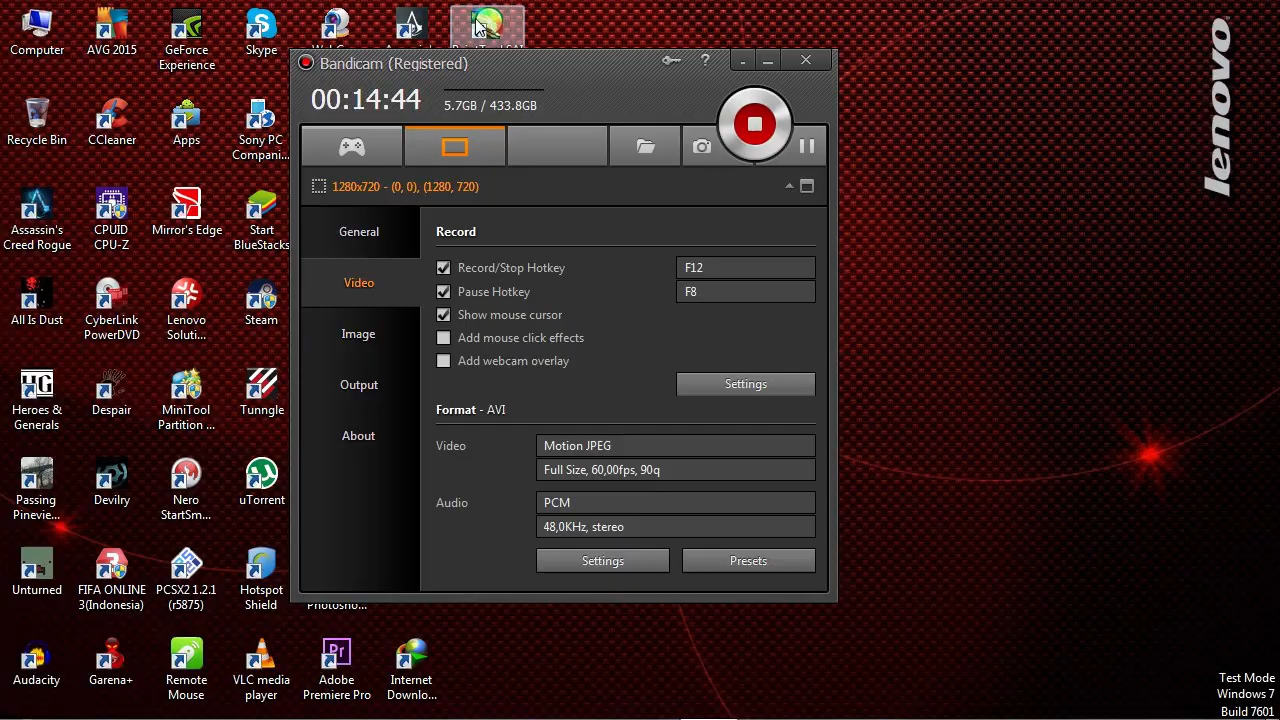 Computer
AVG 2015
GeForce
Experience
Skype
Recycle Bin
CCleaner
Apps
Sony PC
Compani...
Assassin's
Creed Rogue
CPUID
CPU-Z
Mirror's Edge
Start
BlueStacks
All Is Dust
CyberLink
PowerDVD
Lenovo
Soluti...
Steam
Heroes &
Generals
Despair
MiniTool
Partition ...
Tunngle
Passing
Pinevie...
Devilry
Nero
StartSm...
uTorrent
Unturned
FIFA ONLINE
3(Indonesia)
PCSX2 1.2.1
(r5875)
Hotspot
Shield
Photosho...
Audacity
Garena+
Remote
Mouse
VLC media
player
Adobe
Premiere Pro
Internet
Downlo...
PaintTool SAI
Bandicam (Registered)
00:14:44
5.7GB / 433.8GB
1280x720 - (0, 0), (1280, 720)
General
Video
Image
Output
About
Record
Record/Stop Hotkey
F12
Pause Hotkey
F8
Show mouse cursor
Add mouse click effects
Add webcam overlay
Settings
Format - AVI
Video
Motion JPEG
Full Size, 60,00fps, 90q
Audio
PCM
48,0KHz, stereo
Settings
Presets
lenovo
Test Mode
Windows 7
Build 7601